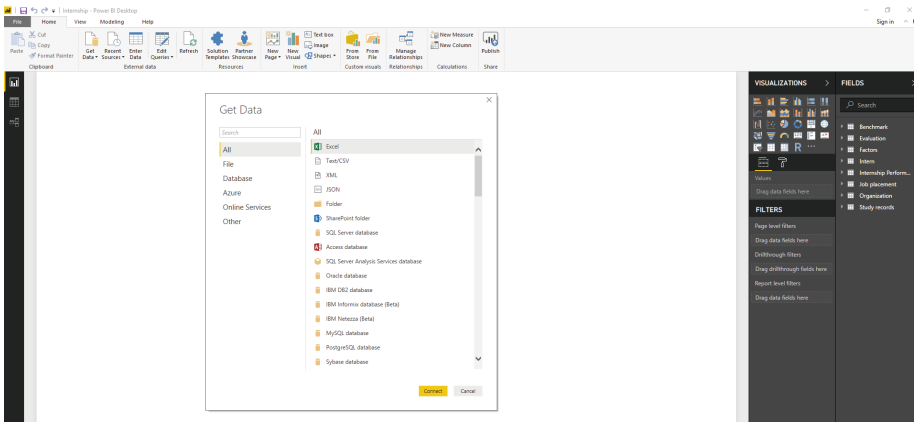 Internship - Power BI Desktop
Sign in
File Home View Modeling Help
Paste
Cut
Copy
Format Painter
Clipboard
Get Data
Recent Sources
Enter Data
Edit Queries
Refresh
External data
Solution Templates
Partner Showcase
Resources
New Page
New Visual
Text box
Image
Shapes
Insert
From Store
From File
Custom visuals
Manage Relationships
Relationships
New Measure
New Column
Calculations
Publish
Share
Get Data
Search
All
File
Database
Azure
Online Services
Other
All
Excel
Text/CSV
XML
JSON
Folder
SharePoint folder
SQL Server database
Access database
SQL Server Analysis Services database
Oracle database
IBM DB2 database
IBM Informix database (Beta)
IBM Netezza (Beta)
MySQL database
PostgreSQL database
Sybase database
Connect
Cancel
VISUALIZATIONS
R
Values
Drag data fields here
FILTERS
Page level filters
Drag data fields here
Drillthrough filters
Drag drillthrough fields here
Report level filters
Drag data fields here
FIELDS
Search
Benchmark
Evaluation
Factors
Intern
Internship Perform...
Job placement
Organization
Study records